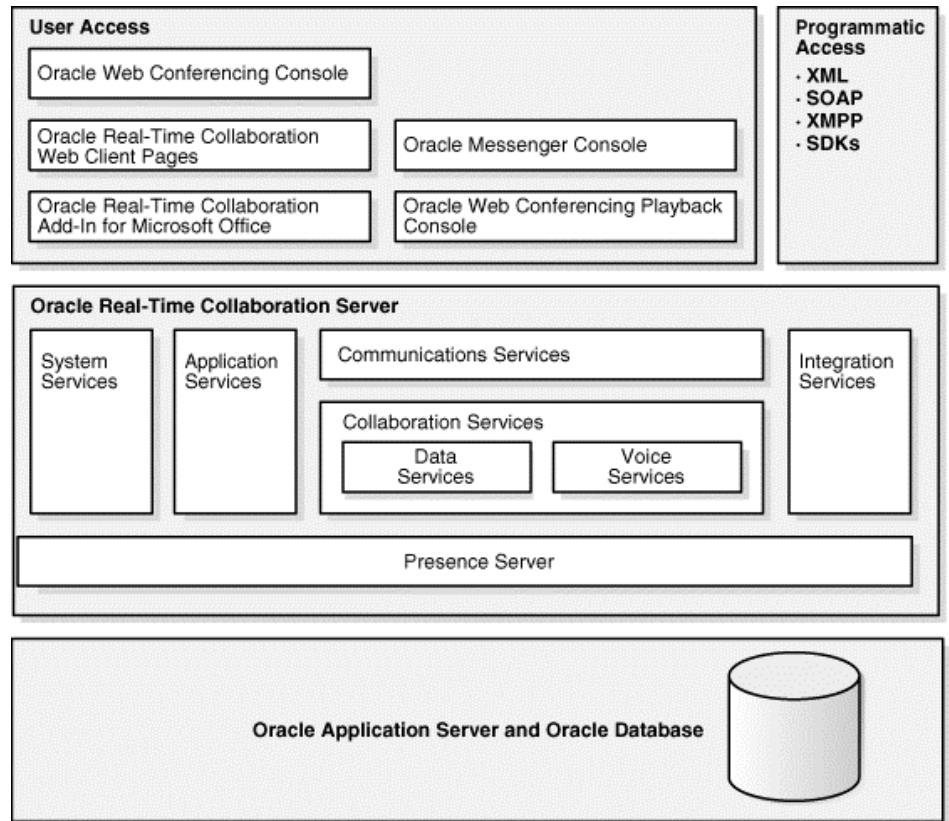 User Access
Oracle Web Conferencing Console
Oracle Real-Time Collaboration
Web Client Pages
Oracle Messenger Console
Oracle Real-Time Collaboration
Add-In for Microsoft Office
Oracle Web Conferencing Playback
Console
Programmatic
Access
· XML
· SOAP
· XMPP
· SDKs
Oracle Real-Time Collaboration Server
System
Services
Application
Services
Communications Services
Collaboration Services
Data
Services
Voice
Services
Integration
Services
Presence Server
Oracle Application Server and Oracle Database